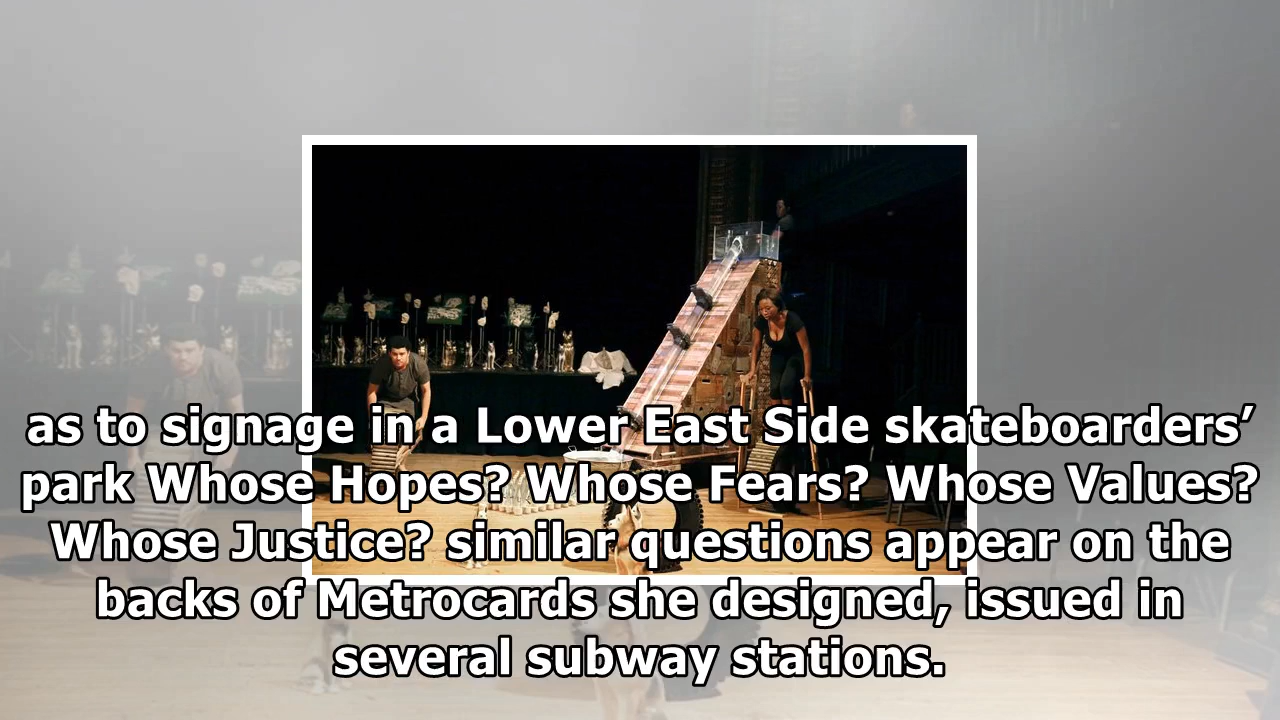 as to signage in a Lower East Side skateboarders’
park Whose Hopes? Whose Fears? Whose Values?
Whose Justice? similar questions appear on the
backs of Metrocards she designed, issued in
several subway stations.